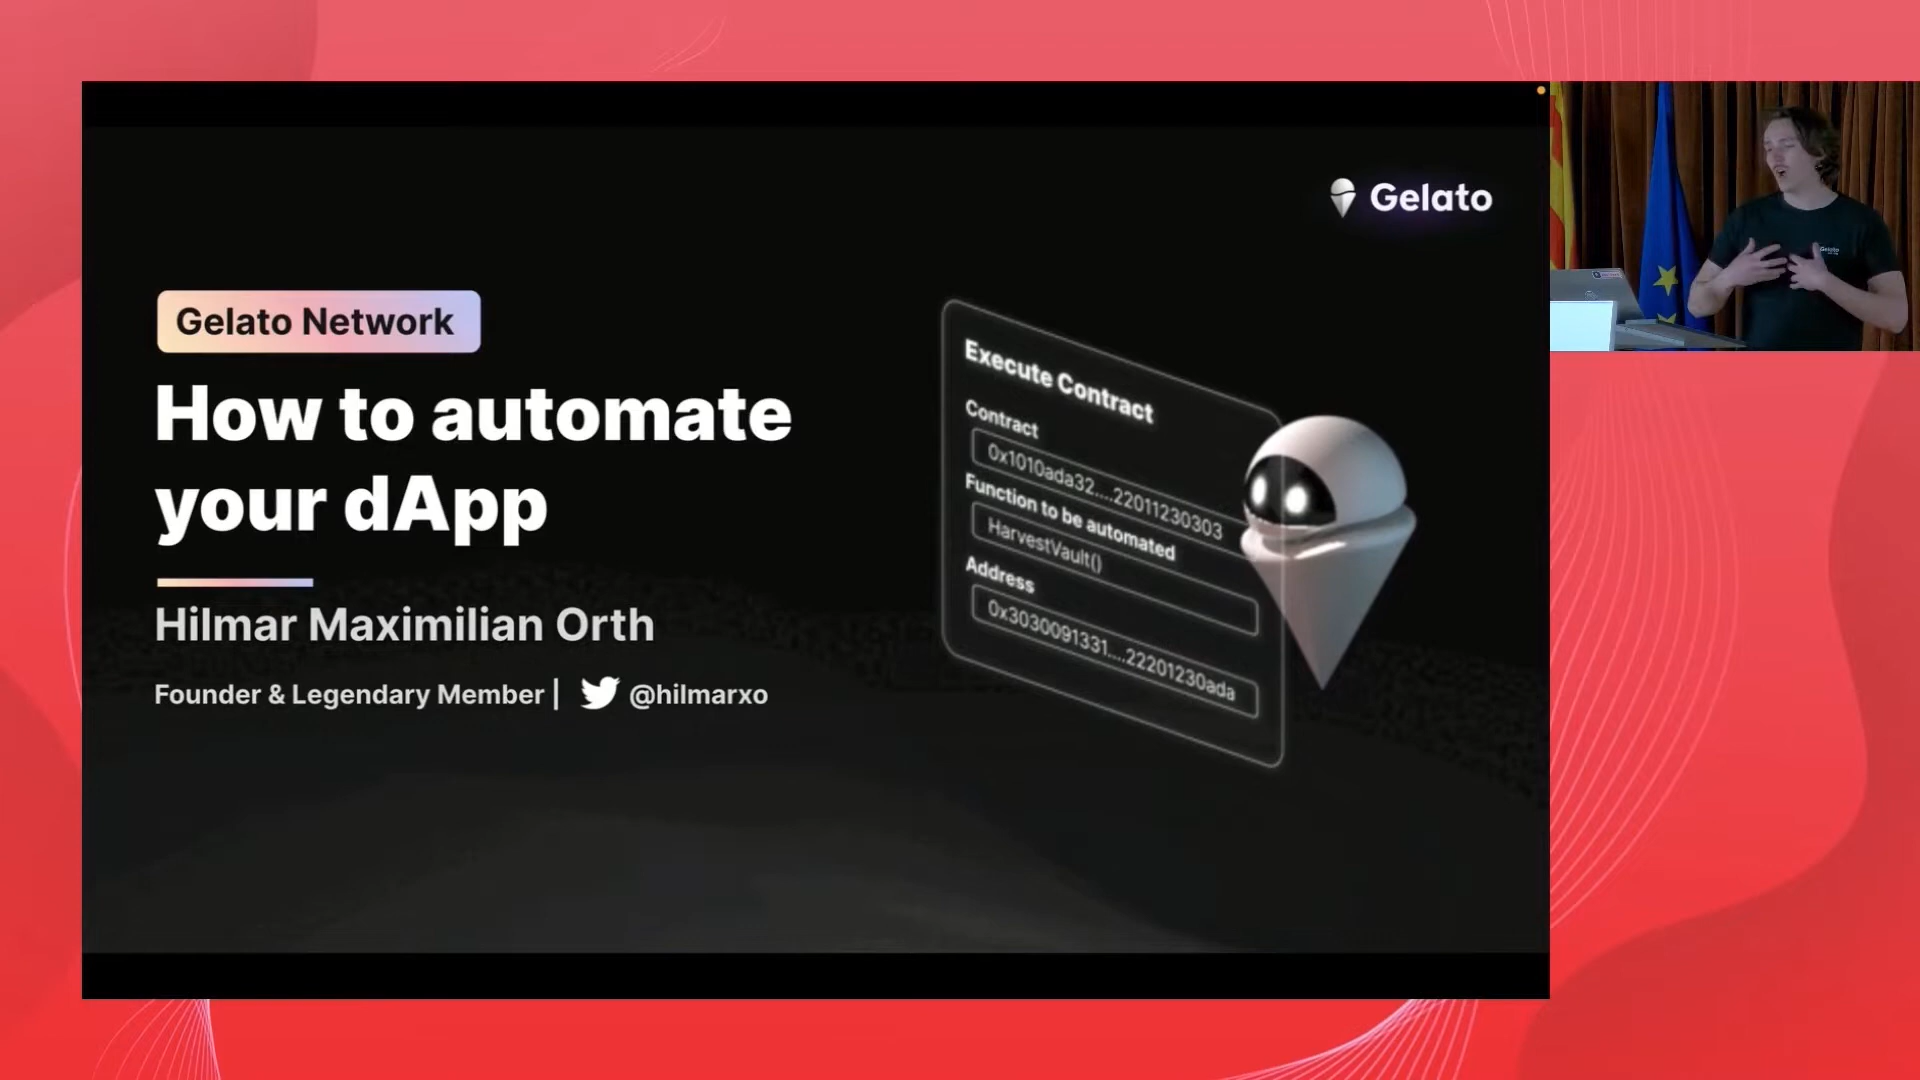 Gelato
Gelato Network
How to automate
your dApp
Hilmar Maximilian Orth
Founder & Legendary Member | @hilmarxo
Execute Contract
Contract
0x1010ada32....22011230303
Function to be automated
HarvestVault()
Address
0x3030091331....22201230ada
Gelato